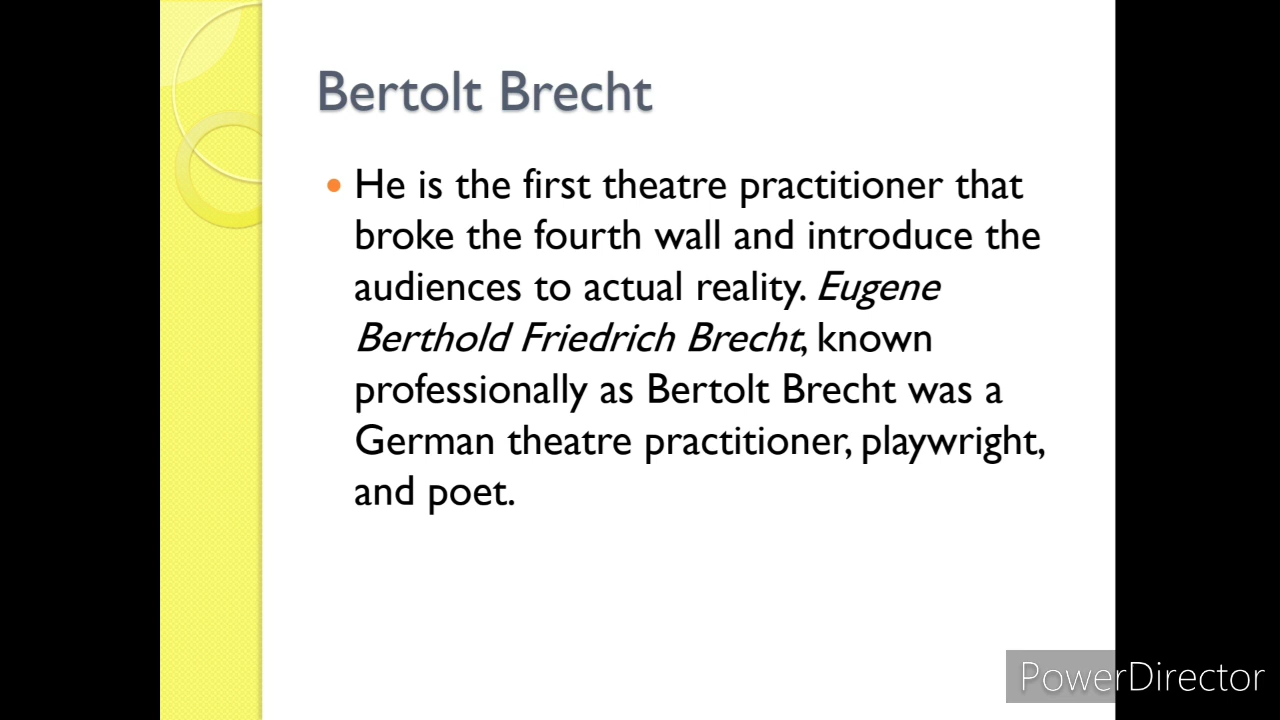 Bertolt Brecht
He is the first theatre practitioner that
broke the fourth wall and introduce the
audiences to actual reality. Eugene
Berthold Friedrich Brecht, known
professionally as Bertolt Brecht was a
German theatre practitioner, playwright,
and poet.
PowerDirector